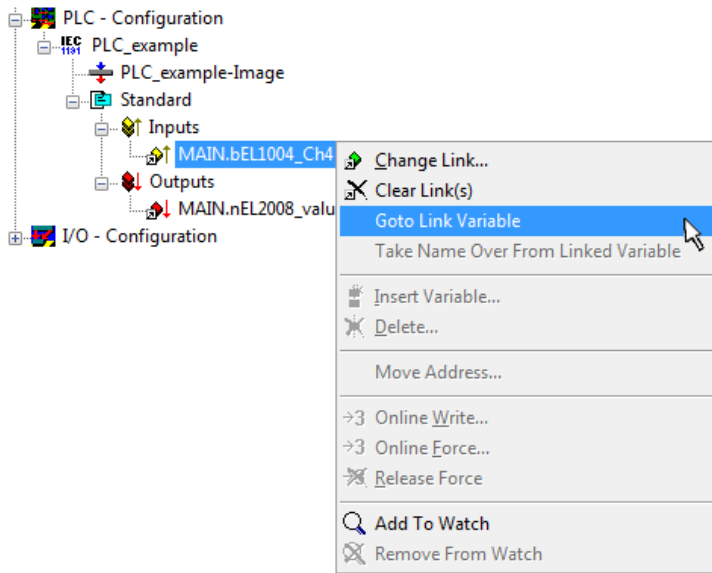 PLC - Configuration
IEC
1131
PLC_example
PLC_example-Image
Standard
Inputs
MAIN.bEL1004_Ch4
Outputs
MAIN.nEL2008_valu
I/O - Configuration
Change Link...
Clear Link(s)
Goto Link Variable
Take Name Over From Linked Variable
Insert Variable...
Delete...
Move Address...
→3 Online Write...
→3 Online Force...
Release Force
Add To Watch
Remove From Watch